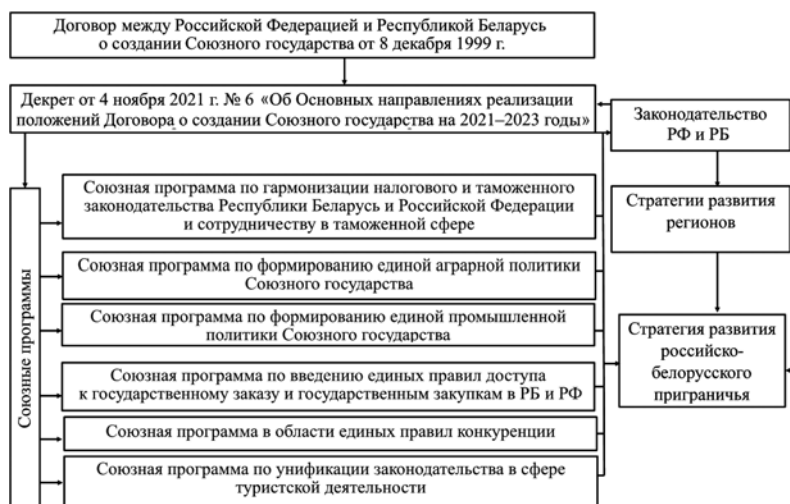 Договор между Российской Федерацией и Республикой Беларусь
о создании Союзного государства от 8 декабря 1999 г.
Декрет от 4 ноября 2021 г. № 6 «Об Основных направлениях реализации
положений Договора о создании Союзного государства на 2021–2023 годы»
Законодательство
РФ и РБ
Союзные программы
Союзная программа по гармонизации налогового и таможенного
законодательства Республики Беларусь и Российской Федерации
и сотрудничеству в таможенной сфере
Стратегии развития
регионов
Союзная программа по формированию единой аграрной политики
Союзного государства
Союзная программа по формированию единой промышленной
политики Союзного государства
Стратегия развития
российско-
белорусского
приграничья
Союзная программа по введению единых правил доступа
к государственному заказу и государственным закупкам в РБ и РФ
Союзная программа в области единых правил конкуренции
Союзная программа по унификации законодательства в сфере
туристской деятельности